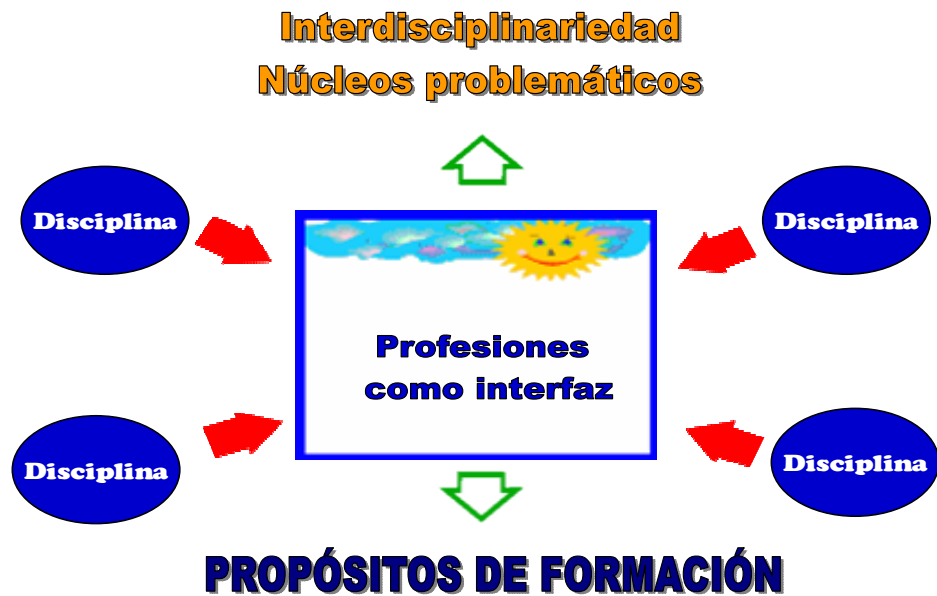 Interdisciplinariedad
Núcleos problemáticos
Disciplina
Disciplina
Profesiones
como interfaz
Disciplina
Disciplina
PROPÓSITOS DE FORMACIÓN